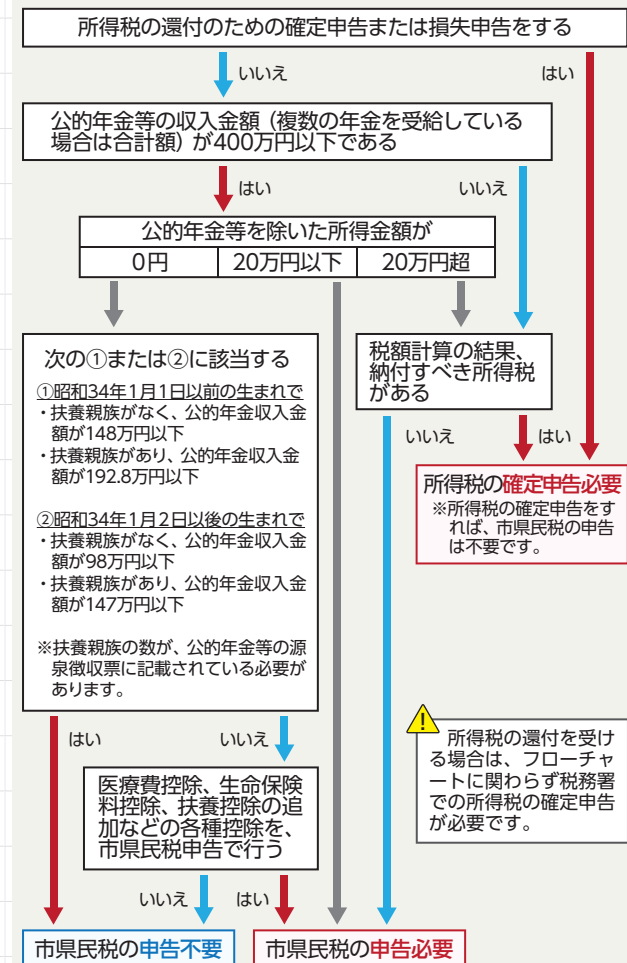 所得税の還付のための確定申告または損失申告をする
いいえ
はい
公的年金等の収入金額（複数の年金を受給している
場合は合計額）が400万円以下である
はい
いいえ
公的年金等を除いた所得金額が
0円
20万円以下
20万円超
次の①または②に該当する
①昭和34年1月1日以前の生まれで
・扶養親族がなく、公的年金収入金
額が148万円以下
・扶養親族があり、公的年金収入金
額が192.8万円以下
②昭和34年1月2日以後の生まれで
・扶養親族がなく、公的年金収入金
額が98万円以下
・扶養親族があり、公的年金収入金
額が147万円以下
※扶養親族の数が、公的年金等の源
泉徴収票に記載されている必要が
あります。
税額計算の結果、
納付すべき所得税
がある
いいえ
はい
所得税の確定申告必要
※所得税の確定申告をす
れば、市県民税の申告
は不要です。
はい
いいえ
!
所得税の還付を受け
る場合は、フローチャ
ートに関わらず税務署
での所得税の確定申告
が必要です。
医療費控除、生命保険
料控除、扶養控除の追
加などの各種控除を、
市県民税申告で行う
いいえ
はい
市県民税の申告不要
市県民税の申告必要